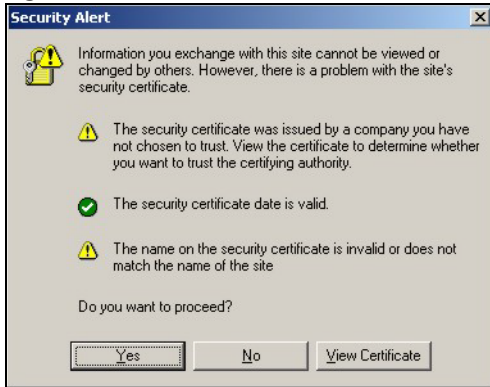 Security Alert
Information you exchange with this site cannot be viewed or
changed by others. However, there is a problem with the site's
security certificate.
The security certificate was issued by a company you have
not chosen to trust. View the certificate to determine whether
you want to trust the certifying authority.
The security certificate date is valid.
The name on the security certificate is invalid or does not
match the name of the site
Do you want to proceed?
Yes No View Certificate